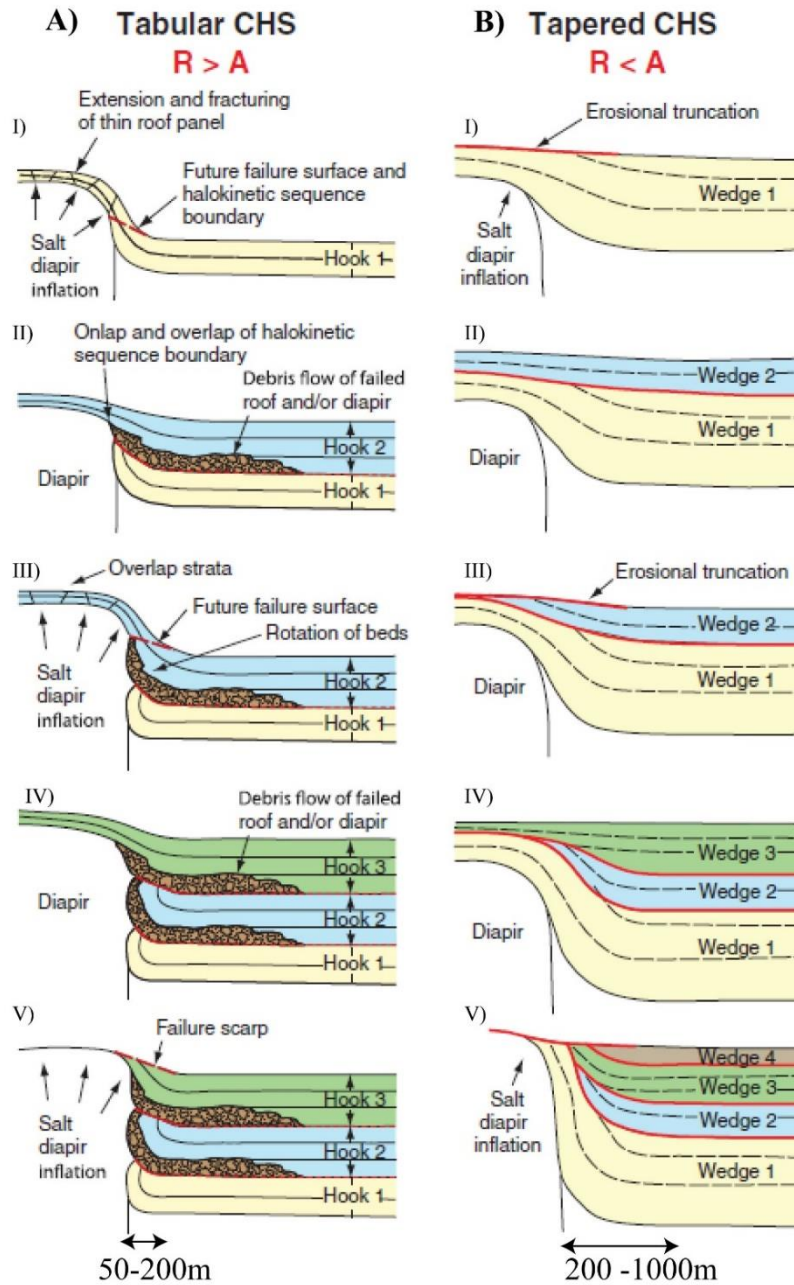 A) Tabular CHS
R > A
I)
Extension and fracturing
of thin roof panel
Future failure surface and
halokinetic sequence
boundary
Salt
diapir
inflation
Hook 1
II)
Onlap and overlap of halokinetic
sequence boundary
Debris flow of failed
roof and/or diapir
Hook 2
Diapir
Hook 1
III)
Overlap strata
Future failure surface
Rotation of beds
Salt
diapir
inflation
Hook 2
Hook 1
IV)
Debris flow of failed
roof and/or diapir
Hook 3
Diapir
Hook 2
Hook 1
V)
Failure scarp
Salt
diapir
inflation
Hook 3
Hook 2
Hook 1
50-200m
B) Tapered CHS
R < A
I)
Erosional truncation
Wedge 1
Salt
diapir
inflation
II)
Wedge 2
Wedge 1
Diapir
III)
Erosional truncation
Wedge 2
Wedge 1
Diapir
IV)
Wedge 3
Wedge 2
Wedge 1
Diapir
V)
Wedge 4
Wedge 3
Wedge 2
Wedge 1
Salt
diapir
inflation
200 -1000m